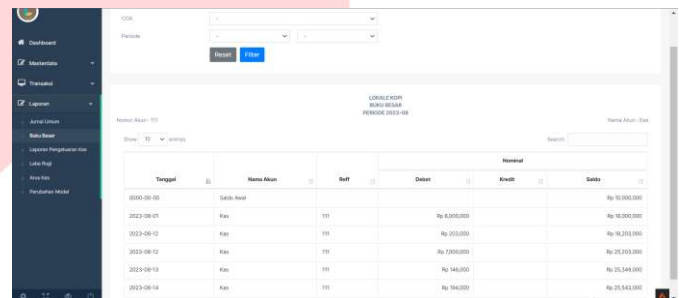 COA
-
Periode
-
-
Reset Filter
Dashboard
Masterdata
Transaksi
Laporan
Jurnal Umum
Buku Besar
Laporan Pengeluaran Kas
Laba Rugi
Arus Kas
Perubahan Modal
LOKALE KOPI
BUKU BESAR
PERIODE 2023-08
Nomor Akun : 111
Nama Akun : Kas
Show 10 entries
Search:
Nominal
Tanggal Nama Akun Reff Debet Kredit Saldo
0000-00-00 Saldo Awal Rp 10,000,000
2023-08-01 Kas 111 Rp 8,000,000 Rp 18,000,000
2023-08-12 Kas 111 Rp 203,000 Rp 18,203,000
2023-08-12 Kas 111 Rp 7,000,000 Rp 25,203,000
2023-08-13 Kas 111 Rp 146,000 Rp 25,349,000
2023-08-14 Kas 111 Rp 194,000 Rp 25,543,000